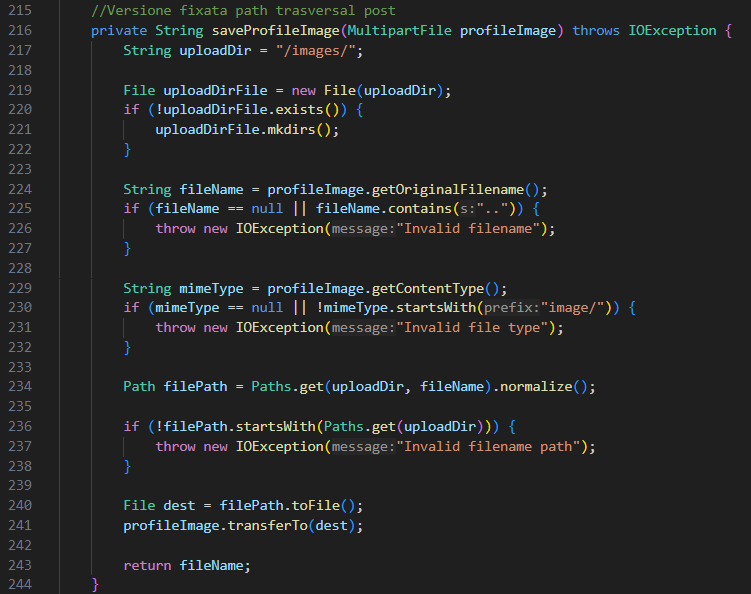 215 //Versione fixata path trasversal post
216 private String saveProfileImage(MultipartFile profileImage) throws IOException {
217 String uploadDir = "/images/";
218
219 File uploadDirFile = new File(uploadDir);
220 if (!uploadDirFile.exists()) {
221 uploadDirFile.mkdirs();
222 }
223
224 String fileName = profileImage.getOriginalFilename();
225 if (fileName == null || fileName.contains(s:"..")) {
226 throw new IOException(message:"Invalid filename");
227 }
228
229 String mimeType = profileImage.getContentType();
230 if (mimeType == null || !mimeType.startsWith(prefix:"image/")) {
231 throw new IOException(message:"Invalid file type");
232 }
233
234 Path filePath = Paths.get(uploadDir, fileName).normalize();
235
236 if (!filePath.startsWith(Paths.get(uploadDir))) {
237 throw new IOException(message:"Invalid filename path");
238 }
239
240 File dest = filePath.toFile();
241 profileImage.transferTo(dest);
242
243 return fileName;
244 }